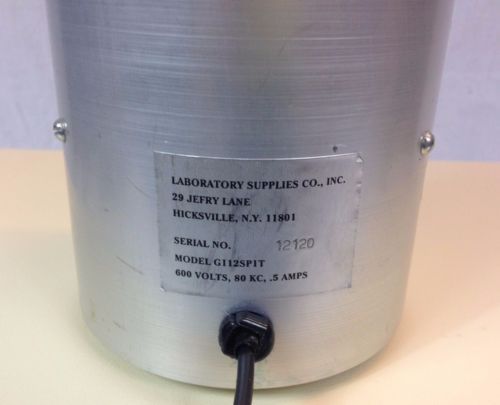 LABORATORY SUPPLIES CO., INC.
29 JEFRY LANE
HICKSVILLE, N.Y. 11801
SERIAL NO. 12120
MODEL G112SP1T
600 VOLTS, 80 KC, .5 AMPS